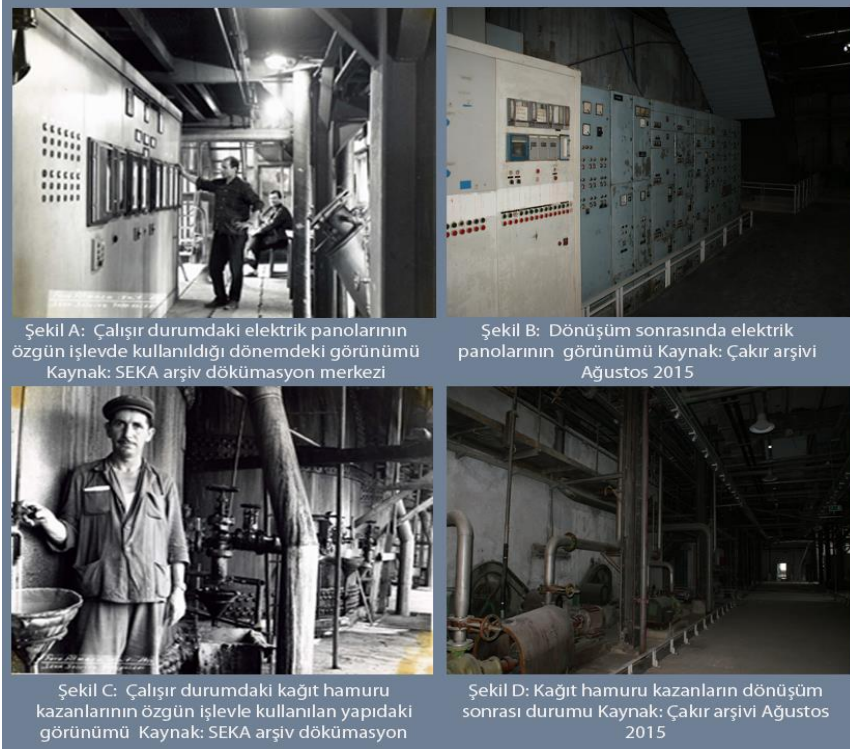 Şekil A:  Çalışır durumdaki elektrik panolarının
özgün işlevde kullanıldığı dönemdeki görünümü
Kaynak: SEKA arşiv dökümasyon merkezi
Şekil B:  Dönüşüm sonrasında elektrik
panolarının  görünümü Kaynak: Çakır arşivi
Ağustos 2015
Şekil C:  Çalışır durumdaki kağıt hamuru
kazanlarının özgün işlevle kullanılan yapıdaki
görünümü  Kaynak: SEKA arşiv dökümasyon
Şekil D: Kağıt hamuru kazanların dönüşüm
sonrası durumu Kaynak: Çakır arşivi Ağustos
2015